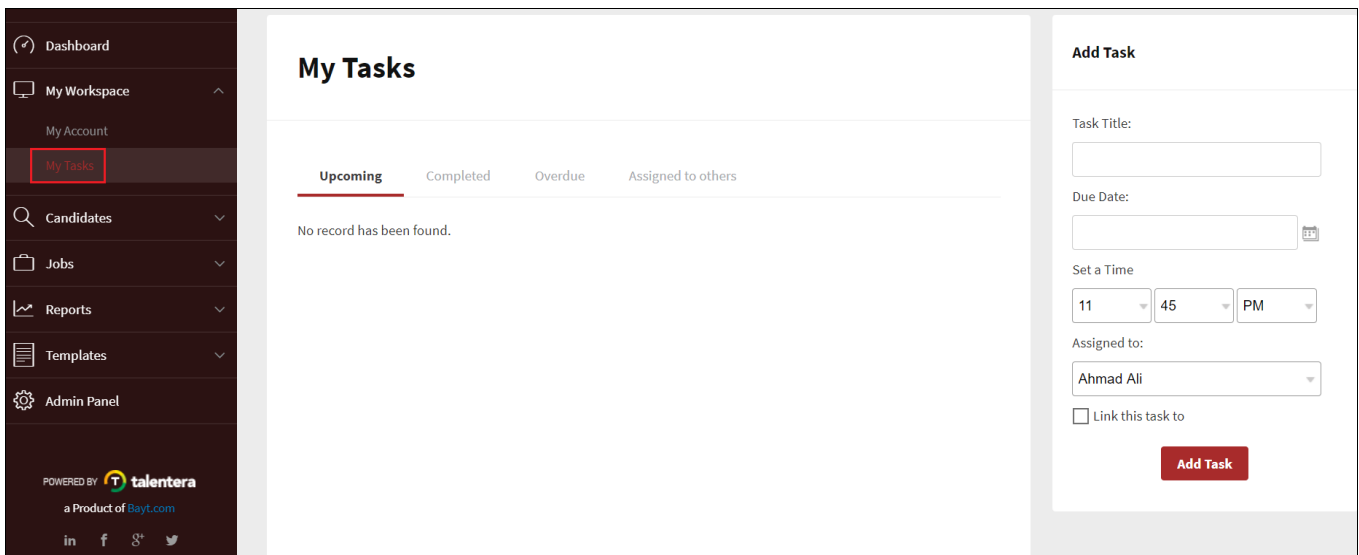 Dashboard
My Workspace
My Account
My Tasks
Candidates
Jobs
Reports
Templates
Admin Panel
POWERED BY T talentera
a Product of Bayt.com
in f g+
My Tasks
Upcoming Completed Overdue Assigned to others
No record has been found.
Add Task
Task Title:
Due Date:
Set a Time
11 45 PM
Assigned to:
Ahmad Ali
Link this task to
Add Task